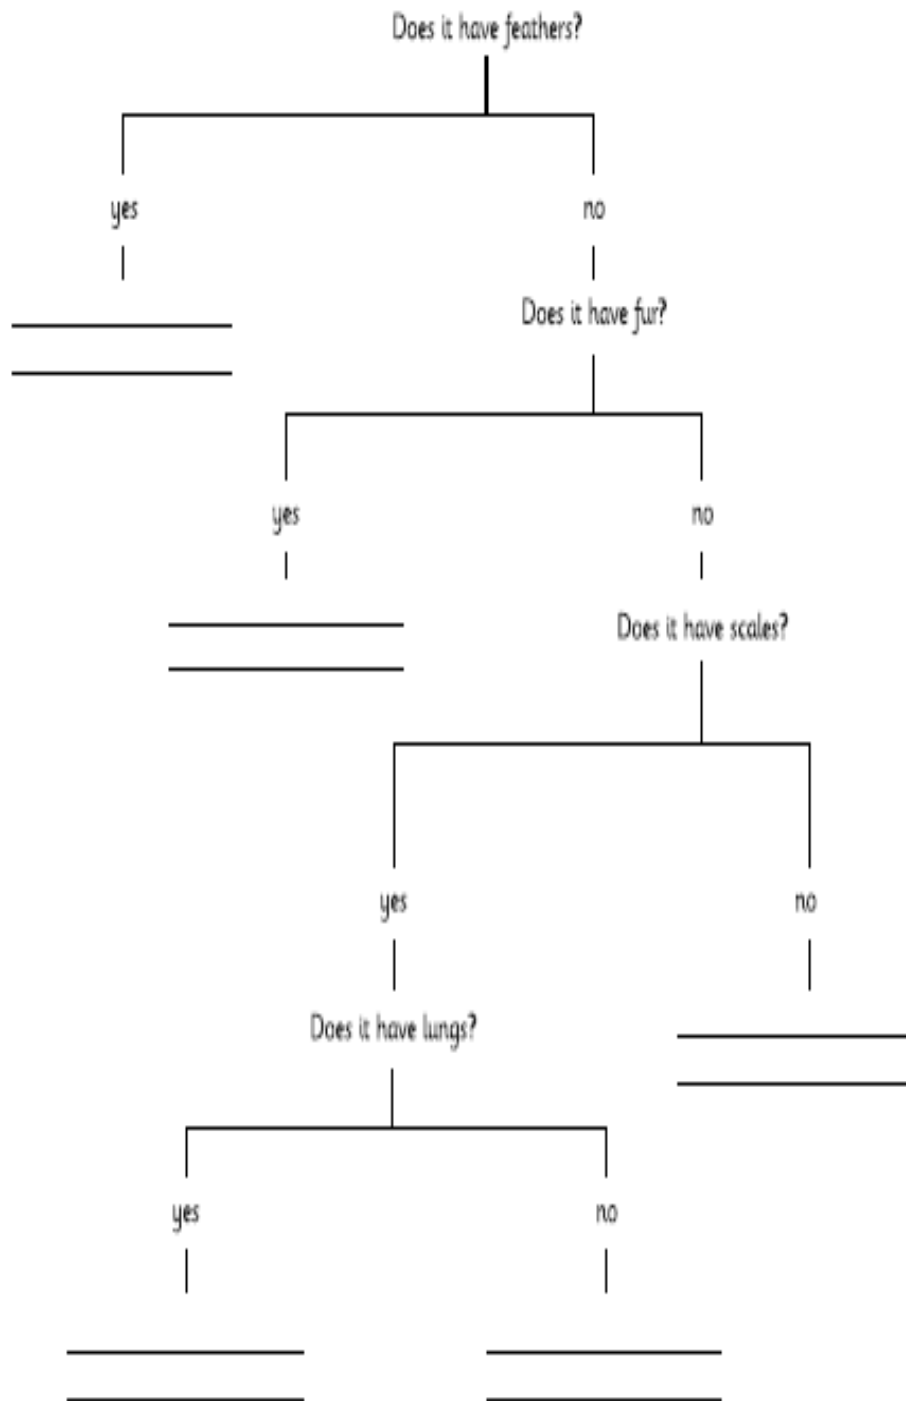 Does it have feathers?
yes
no
Does it have fur?
yes
no
Does it have scales?
yes
no
Does it have lungs?
yes
no